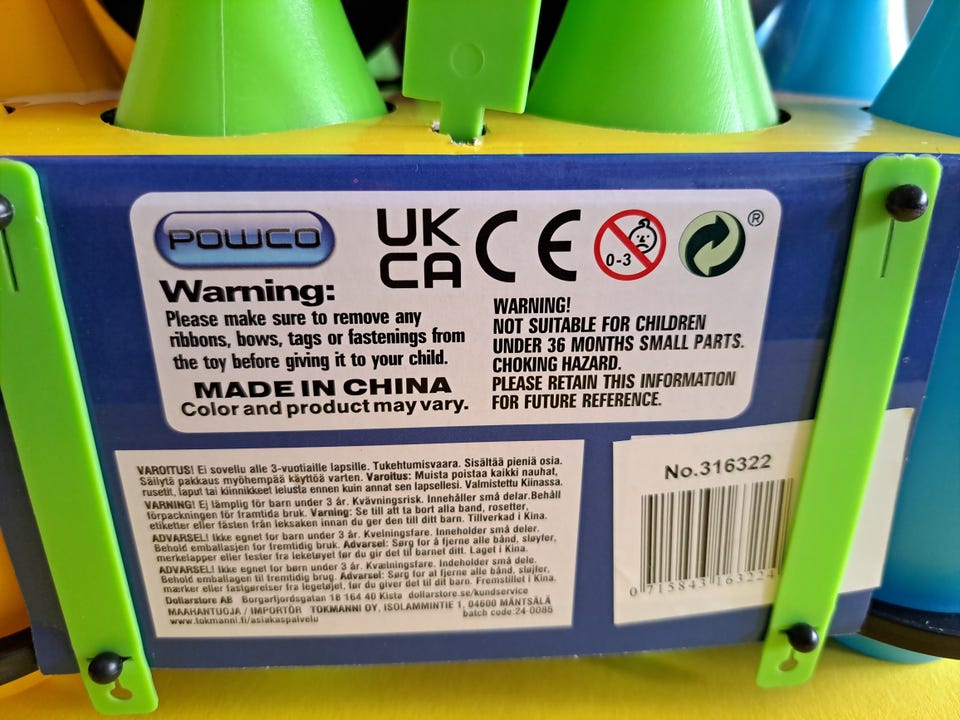 POWCO
UK
CA
CE
0-3
®
Warning:
Please make sure to remove any
ribbons, bows, tags or fastenings from
the toy before giving it to your child.
MADE IN CHINA
Color and product may vary.
WARNING!
NOT SUITABLE FOR CHILDREN
UNDER 36 MONTHS SMALL PARTS.
CHOKING HAZARD.
PLEASE RETAIN THIS INFORMATION
FOR FUTURE REFERENCE.
VAROITUS! Ei sovellu alle 3-vuotiaille lapsille. Tukehtumisvaara. Sisältää pieniä osia.
Säilytä pakkaus myöhempää käyttöä varten. Varoitus: Muista poistaa kaikki nauhat,
rusetit, laput tai kiinnikkeet lelusta ennen kuin annat sen lapsellesi. Valmistettu Kiinassa.
VARNING! Ej lämplig för barn under 3 år. Kvävningsrisk. Innehåller små delar.Behåll
förpackningen för framtida bruk. Varning: Se till att ta bort alla band, rosetter,
etiketter eller fästen från leksaken innan du ger den till ditt barn. Tillverkad i Kina.
ADVARSEL! Ikke egnet for barn under 3 år. Kvelningsfare. Inneholder små deler.
Behold emballasjen for fremtidig bruk. Advarsel: Sørg for å fjerne alle bånd, sløyfer,
merkelapper eller fester fra leketøyet før du gir det til barnet ditt. Laget i Kina.
ADVARSEL! Ikke egnet for børn under 3 år. Kvælningsfare. Indeholder små dele.
Behold emballagen til fremtidig brug. Advarsel: Sørg for at fjerne alle bånd, sløjfer,
mærker eller fastgørelser fra legetøjet, før du giver det til dit barn. Fremstillet i Kina.
Dollarstore AB Borgarfjordsgatan 18 164 40 Kista dollarstore.se/kundservice
MAAHANTUOJA / IMPORTÖR TOKMANNI OY, ISOLAMMINTIE 1, 04600 MÄNTSÄLÄ
www.tokmanni.fi/asiakaspalvelu batch code:24-0085
No.316322
0 715843 163224